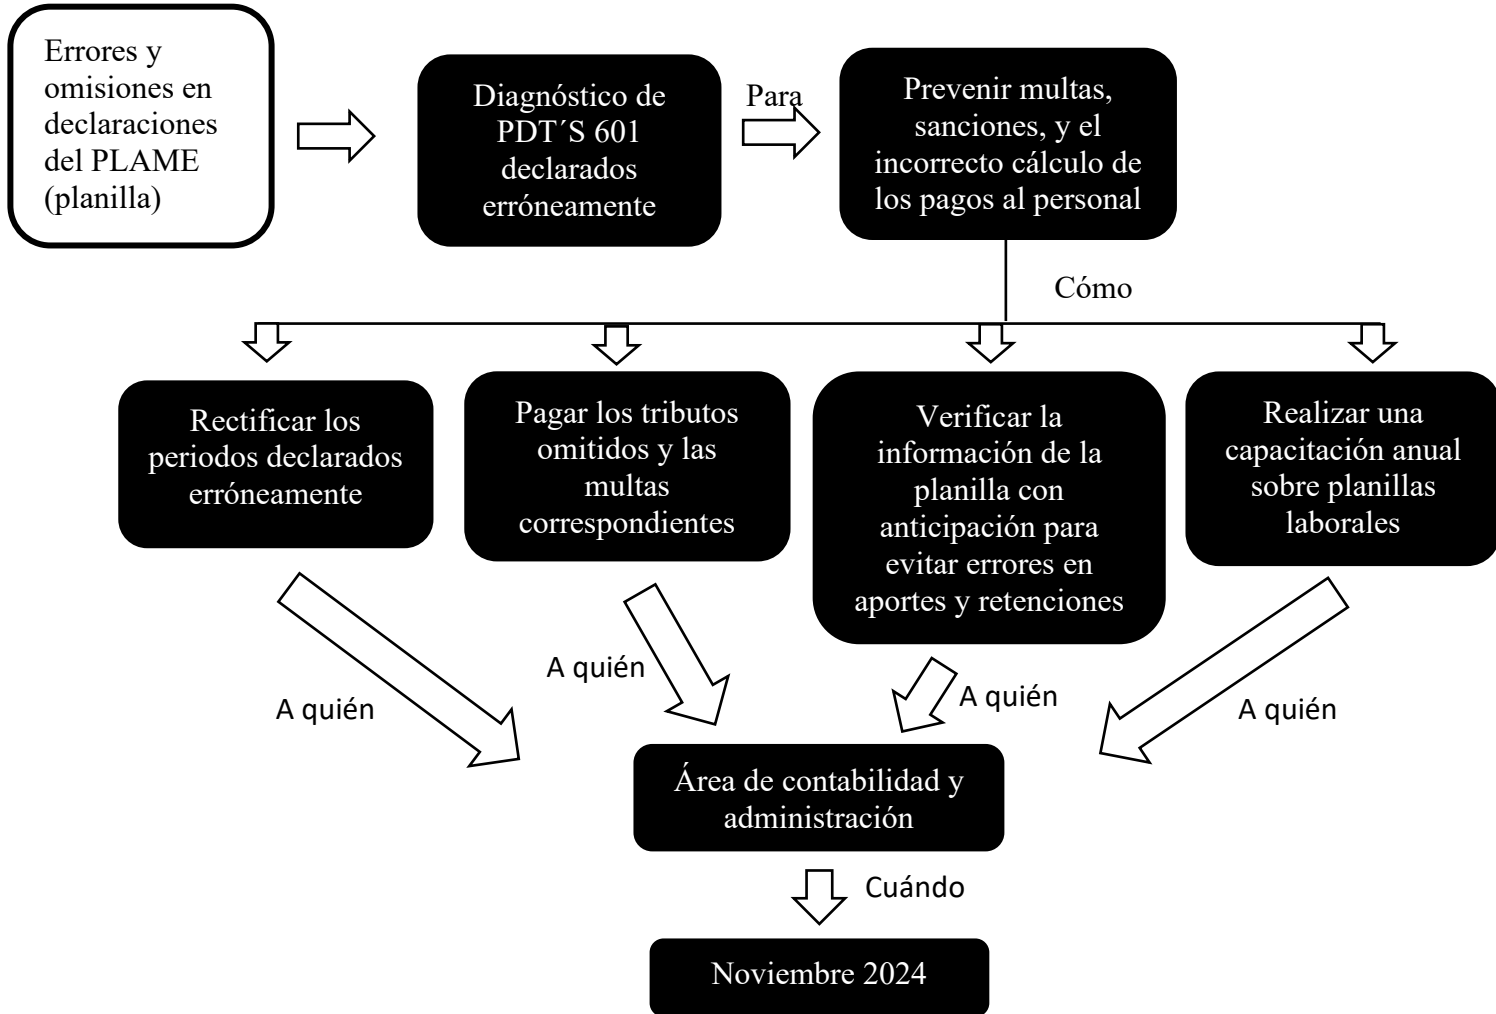 Errores y
omisiones en
declaraciones
del PLAME
(planilla)
Diagnóstico de
PDT´S 601
declarados
erróneamente
Para
Prevenir multas,
sanciones, y el
incorrecto cálculo de
los pagos al personal
Cómo
Rectificar los
periodos declarados
erróneamente
Pagar los tributos
omitidos y las
multas
correspondientes
Verificar la
información de la
planilla con
anticipación para
evitar errores en
aportes y retenciones
Realizar una
capacitación anual
sobre planillas
laborales
A quién
A quién
A quién
A quién
Área de contabilidad y
administración
Cuándo
Noviembre 2024